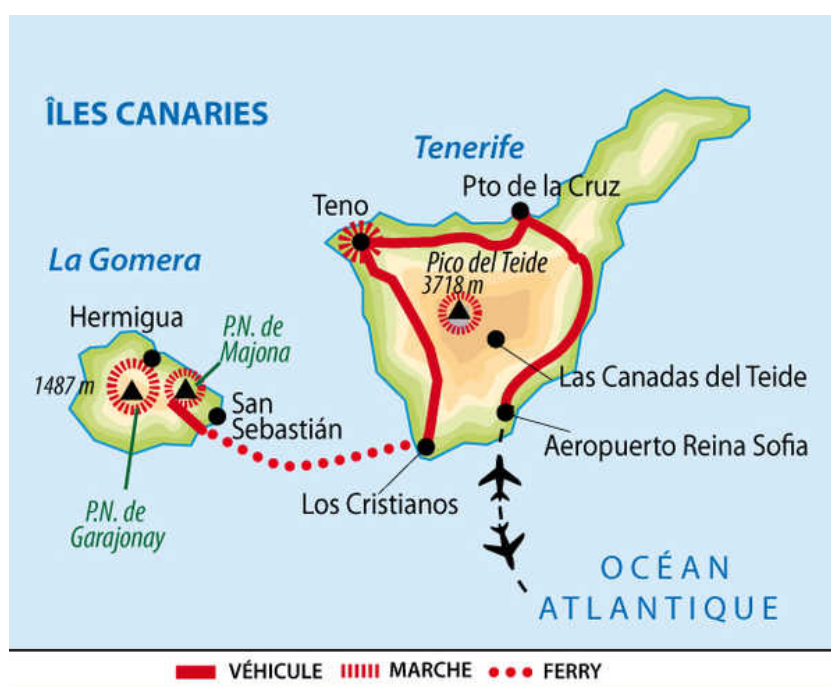 ÎLES CANARIES
Tenerife
Pto de la Cruz
Teno
La Gomera
Pico del Teide
3718 m
Hermigua
P.N. de
Majona
1487 m
Las Canadas del Teide
San
Sebastián
Aeropuerto Reina Sofia
Los Cristianos
P.N. de
Garajonay
OCÉAN
ATLANTIQUE
VÉHICULE MARCHE FERRY